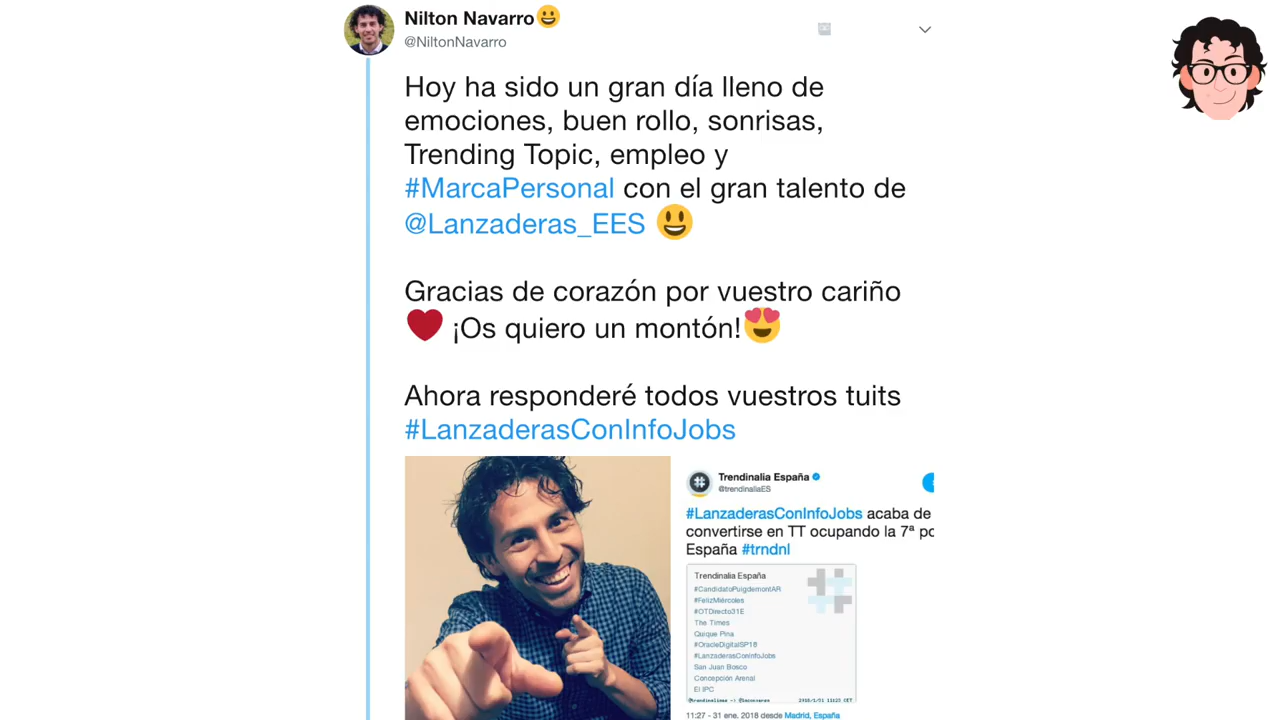 Nilton Navarro😃
@NiltonNavarro
Hoy ha sido un gran día lleno de
emociones, buen rollo, sonrisas,
Trending Topic, empleo y
#MarcaPersonal con el gran talento de
@Lanzaderas_EES 😃
Gracias de corazón por vuestro cariño
❤️ ¡Os quiero un montón!😍
Ahora responderé todos vuestros tuits
#LanzaderasConInfoJobs
Trendinalia España
@trendinaliaES
#LanzaderasConInfoJobs acaba de
convertirse en TT ocupando la 7ª po
España #trndnl
Trendinalia España
#CandidatoPuigdemontAR
#FelizMiércoles
#OTDirecto31E
The Times
Quique Pina
#OracleDigitalSP18
#LanzaderasConInfoJobs
San Juan Bosco
Concepción Arenal
El IPC
11:27 - 31 ene. 2018 desde Madrid, España